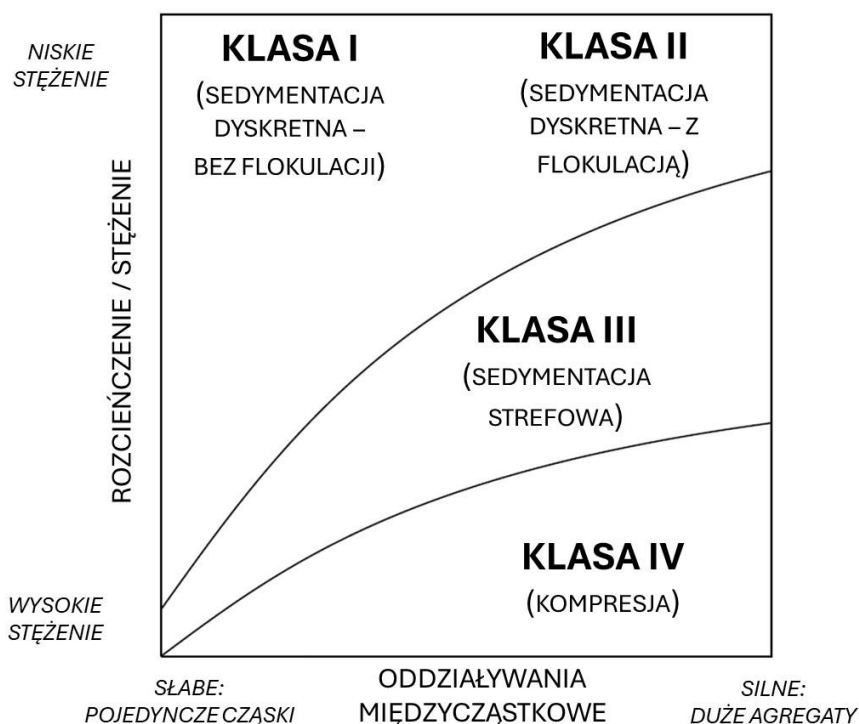 NISKIE
STĘŻENIE
KLASA I
(SEDYMENTACJA
DYSKRETNA –
BEZ FLOKULACJI)
KLASA II
(SEDYMENTACJA
DYSKRETNA – Z
FLOKULACJĄ)
ROZCIEŃCZENIE / STĘŻENIE
KLASA III
(SEDYMENTACJA
STREFOWA)
KLASA IV
(KOMPRESJA)
WYSOKIE
STĘŻENIE
SŁABE:
POJEDYNCZE CZĄSKI
ODDZIAŁYWANIA
MIĘDZYCZĄSTKOWE
SILNE:
DUŻE AGREGATY